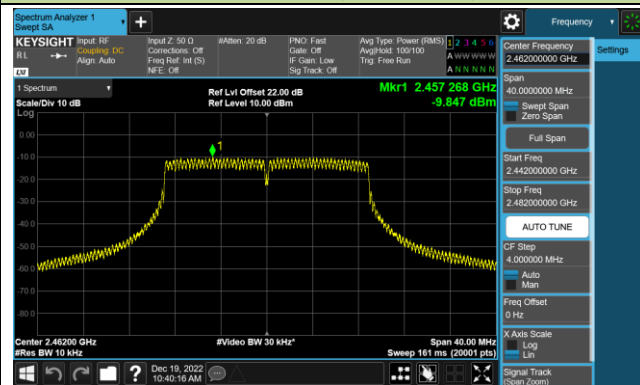 Spectrum Analyzer 1
Swept SA
Frequency
KEYSIGHT
RL
LXI
Input: RF
Coupling: DC
Align: Auto
Input Z: 50 Ω
Corrections: Off
Freq Ref: Int (S)
NFE: Off
#Atten: 20 dB
PNO: Fast
Gate: Off
IF Gain: Low
Sig Track: Off
Avg Type: Power (RMS)
Avg|Hold: 100/100
Trig: Free Run
1 2 3 4 5 6
A W W W W W
A N N N N N
1 Spectrum
Scale/Div 10 dB
Log
Ref Lvl Offset 22.00 dB
Ref Level 10.00 dBm
Mkr1 2.457 268 GHz
-9.847 dBm
1
0.00
-10.0
-20.0
-30.0
-40.0
-50.0
-60.0
-70.0
-80.0
Center 2.46200 GHz
#Res BW 10 kHz
#Video BW 30 kHz*
Span 40.00 MHz
Sweep 161 ms (20001 pts)
Dec 19, 2022
10:40:16 AM
Center Frequency
2.462000000 GHz
Settings
Span
40.0000000 MHz
Swept Span
Zero Span
Full Span
Start Freq
2.442000000 GHz
Stop Freq
2.482000000 GHz
AUTO TUNE
CF Step
4.000000 MHz
Auto
Man
Freq Offset
0 Hz
X Axis Scale
Log
Lin
Signal Track
(Span Zoom)